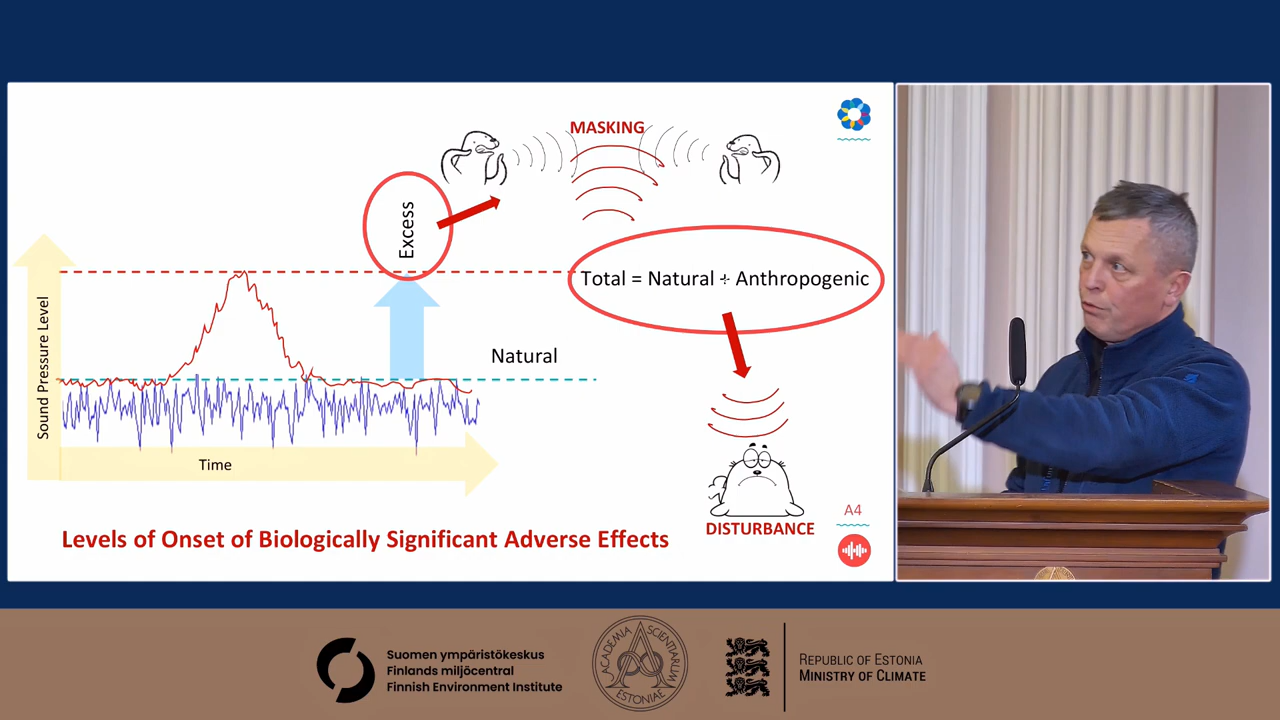 MASKING
Excess
Total = Natural + Anthropogenic
Natural
Sound Pressure Level
Time
A4
DISTURBANCE
Levels of Onset of Biologically Significant Adverse Effects
Suomen ympäristökeskus
Finlands miljöcentral
Finnish Environment Institute
ACADEMIA SCIENTIARUM ESTONIAE
REPUBLIC OF ESTONIA
MINISTRY OF CLIMATE